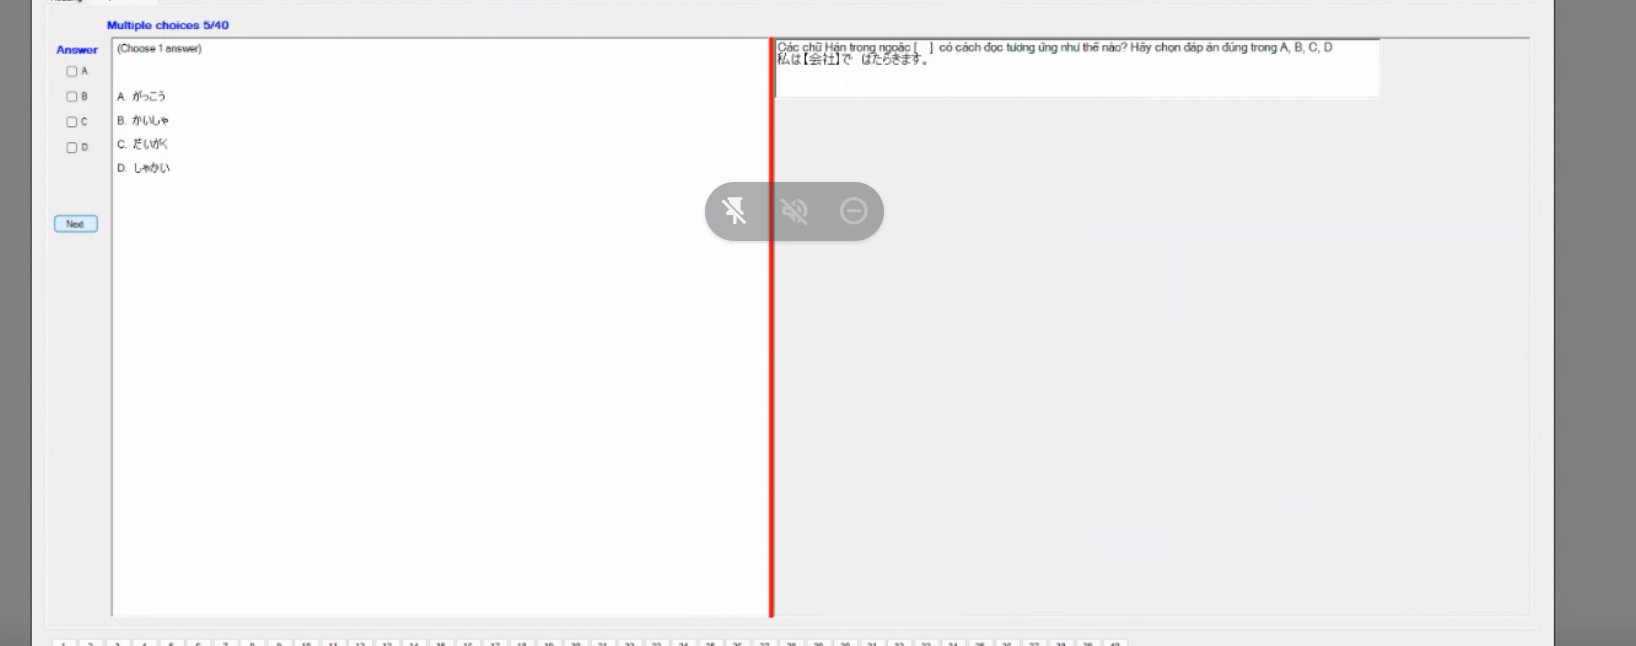 Multiple choices 5/40
Answer
(Choose 1 answer)
A
B
C
D
A. がっこう
B. かいしゃ
C. だいがく
D. しゃかい
Next
Các chữ Hán trong ngoặc [ ] có cách đọc tương ứng như thế nào? Hãy chọn đáp án đúng trong A, B, C, D
私は【会社】で はたらきます。